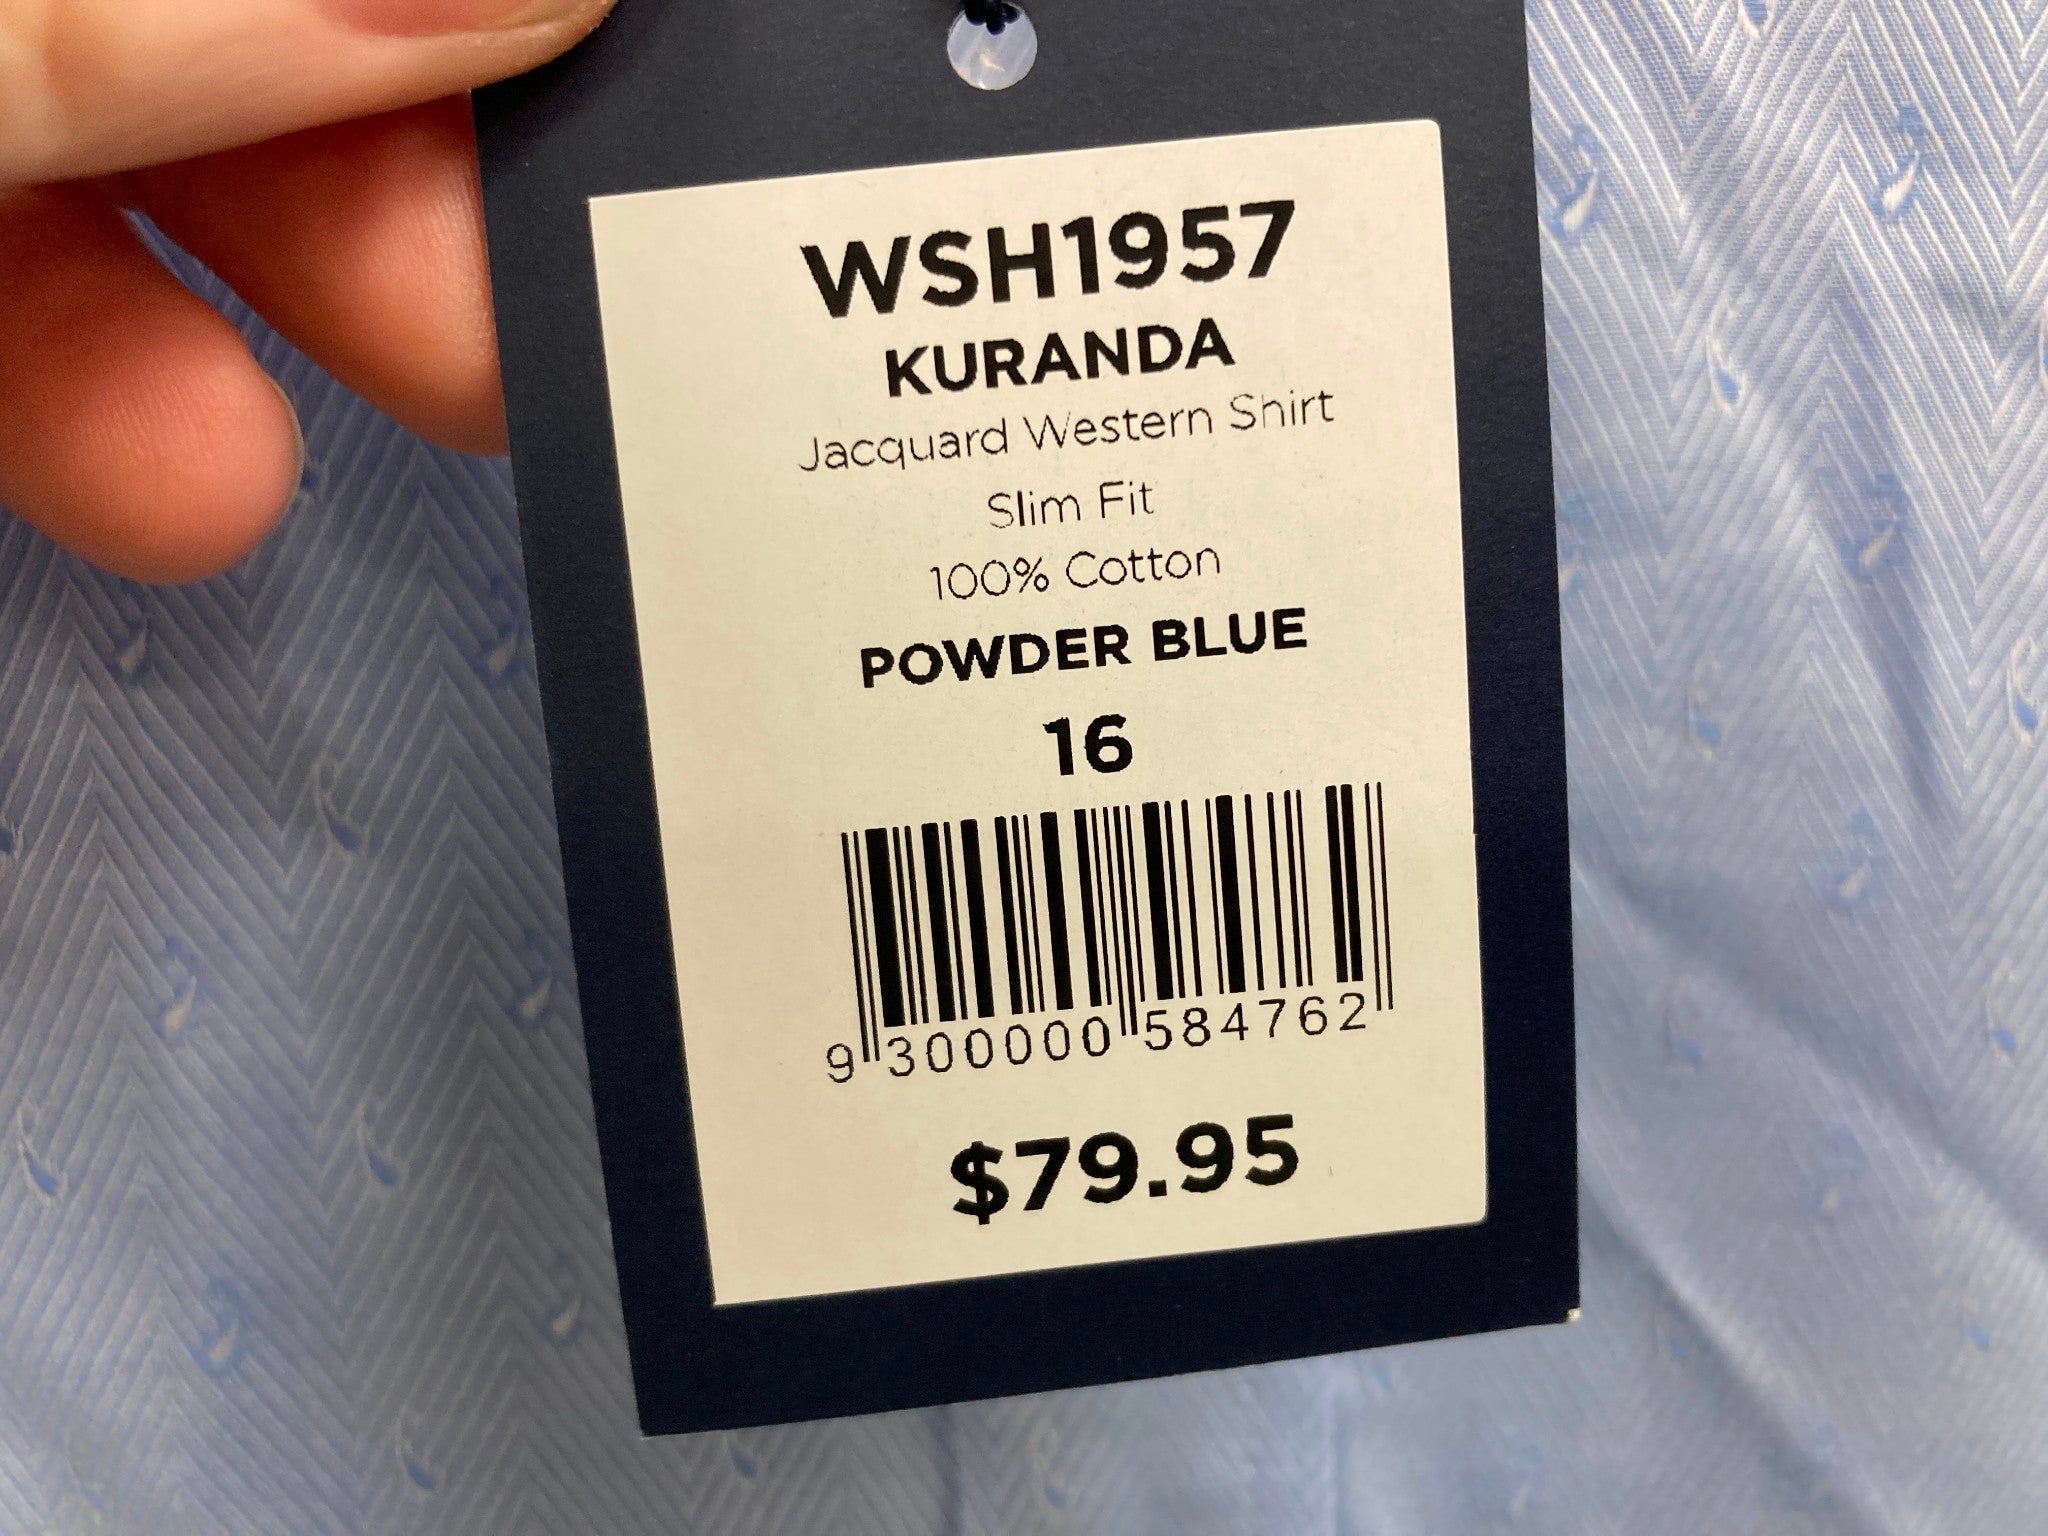 WSH1957
KURANDA
Jacquard Western Shirt
Slim Fit
100% Cotton
POWDER BLUE
16
9 300000 584762
$79.95